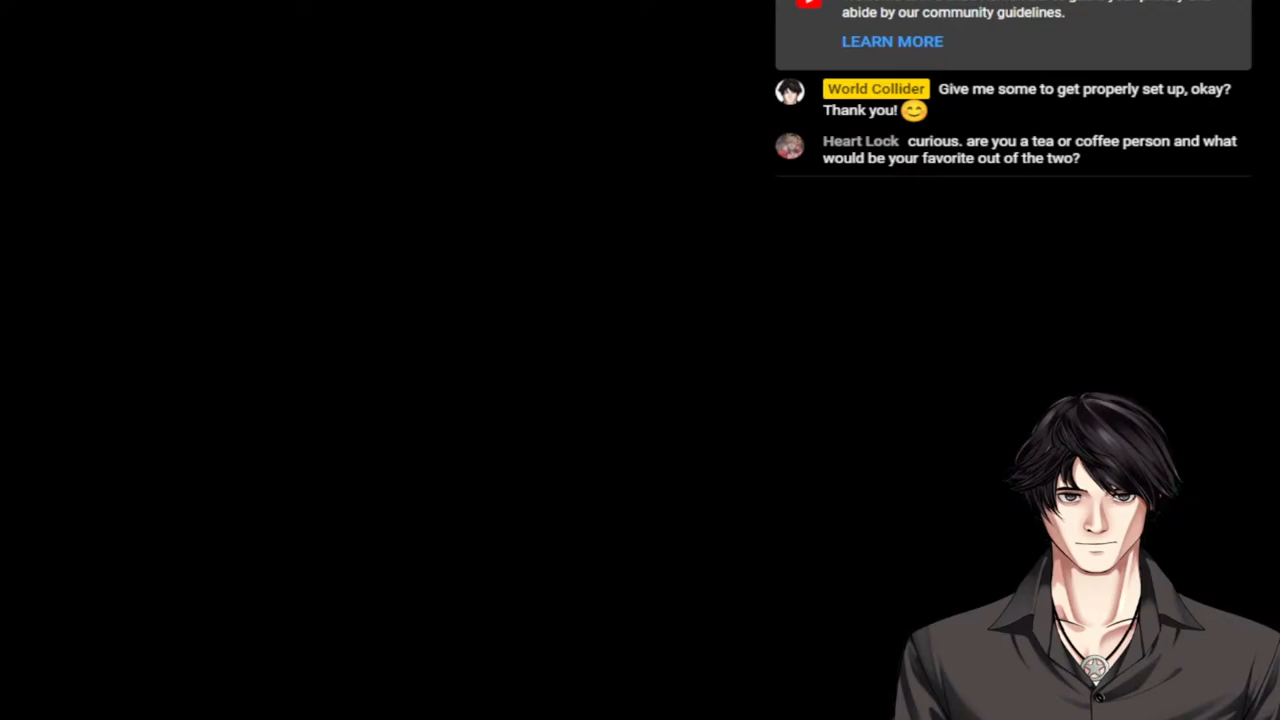 abide by our community guidelines.
LEARN MORE
World Collider Give me some to get properly set up, okay?
Thank you! 😊
Heart Lock curious. are you a tea or coffee person and what
would be your favorite out of the two?